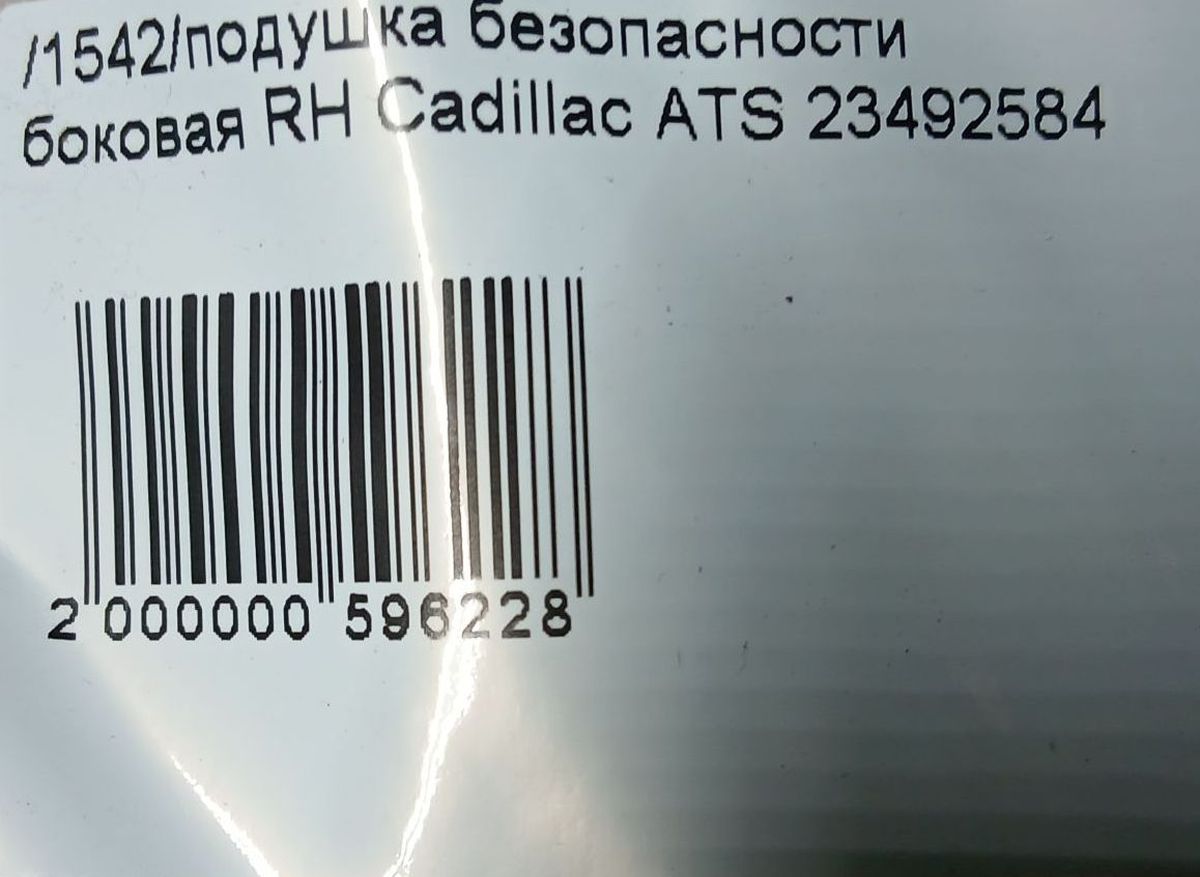 /1542/подушка безопасности
боковая RH Cadillac ATS 23492584
2 000000 596228